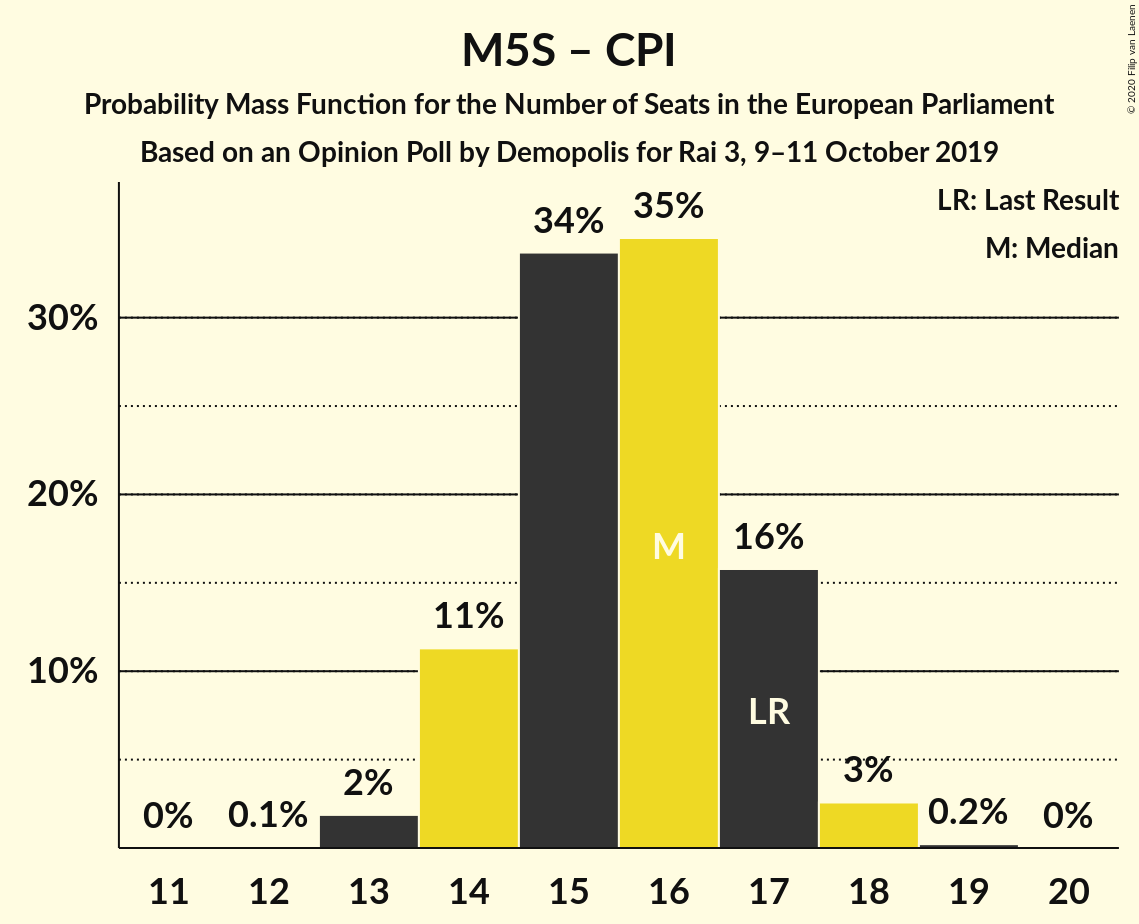 M5S – CPI
Probability Mass Function for the Number of Seats in the European Parliament
Based on an Opinion Poll by Demopolis for Rai 3, 9–11 October 2019
© 2020 Filip van Laenen
LR: Last Result
M: Median
30%
20%
10%
0%
0.1%
2%
11%
34%
35%
16%
3%
0.2%
0%
M
LR
11 12 13 14 15 16 17 18 19 20